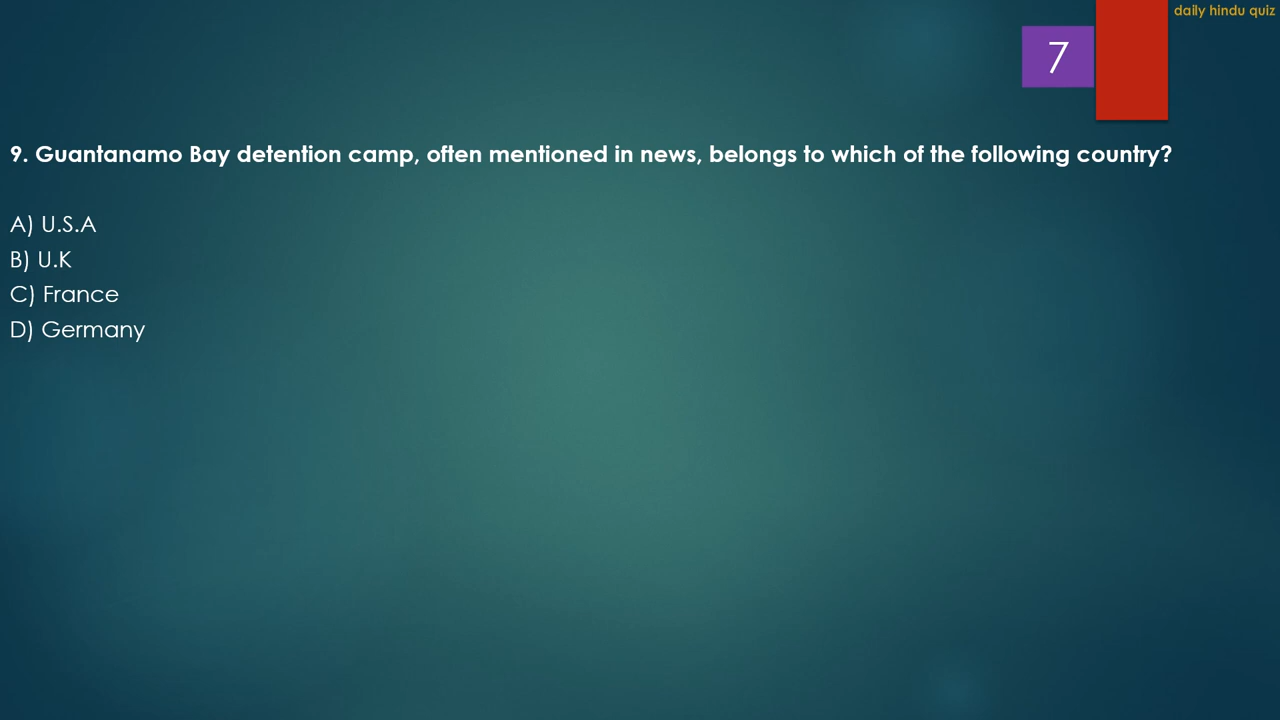 daily hindu quiz
7
9. Guantanamo Bay detention camp, often mentioned in news, belongs to which of the following country?
A) U.S.A
B) U.K
C) France
D) Germany